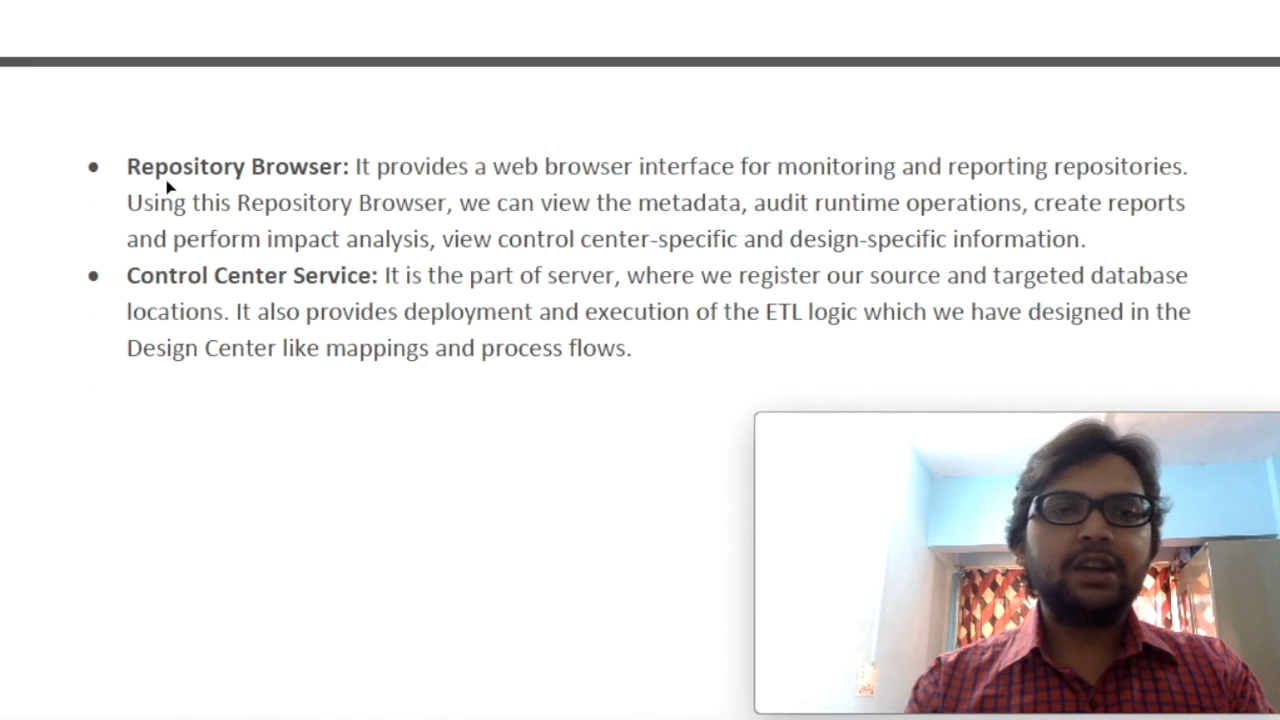 • Repository Browser: It provides a web browser interface for monitoring and reporting repositories.
Using this Repository Browser, we can view the metadata, audit runtime operations, create reports
and perform impact analysis, view control center-specific and design-specific information.
• Control Center Service: It is the part of server, where we register our source and targeted database
locations. It also provides deployment and execution of the ETL logic which we have designed in the
Design Center like mappings and process flows.